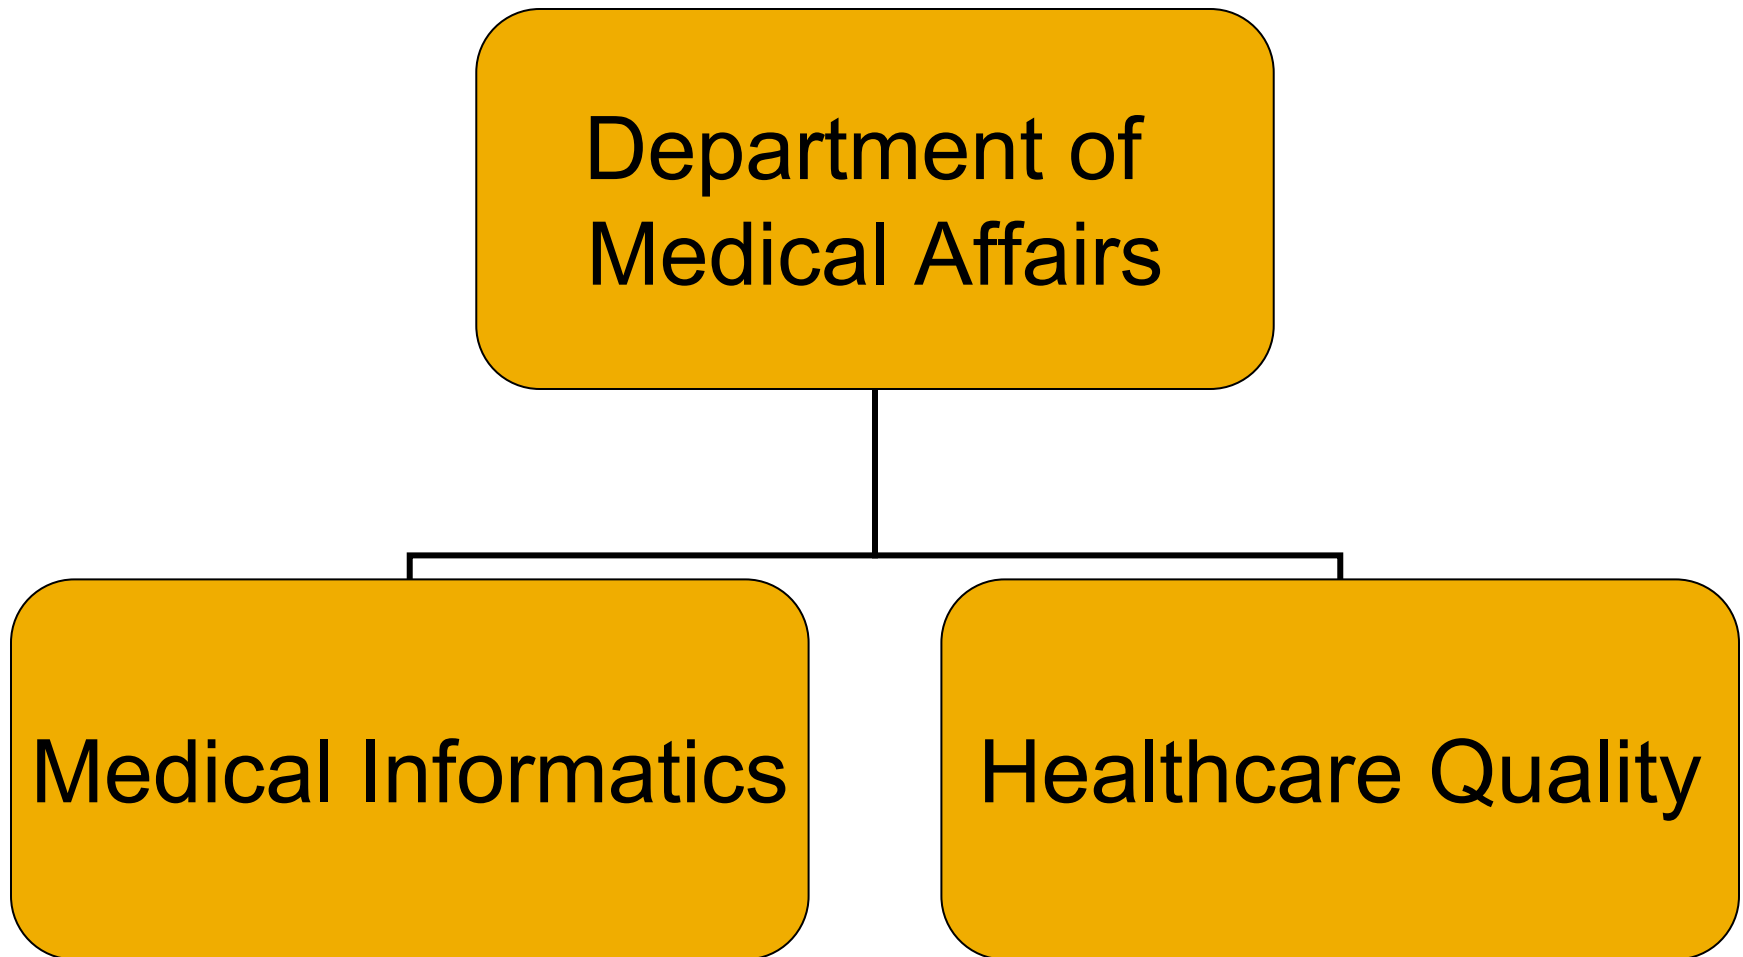 Department of
Medical Affairs
Medical Informatics
Healthcare Quality